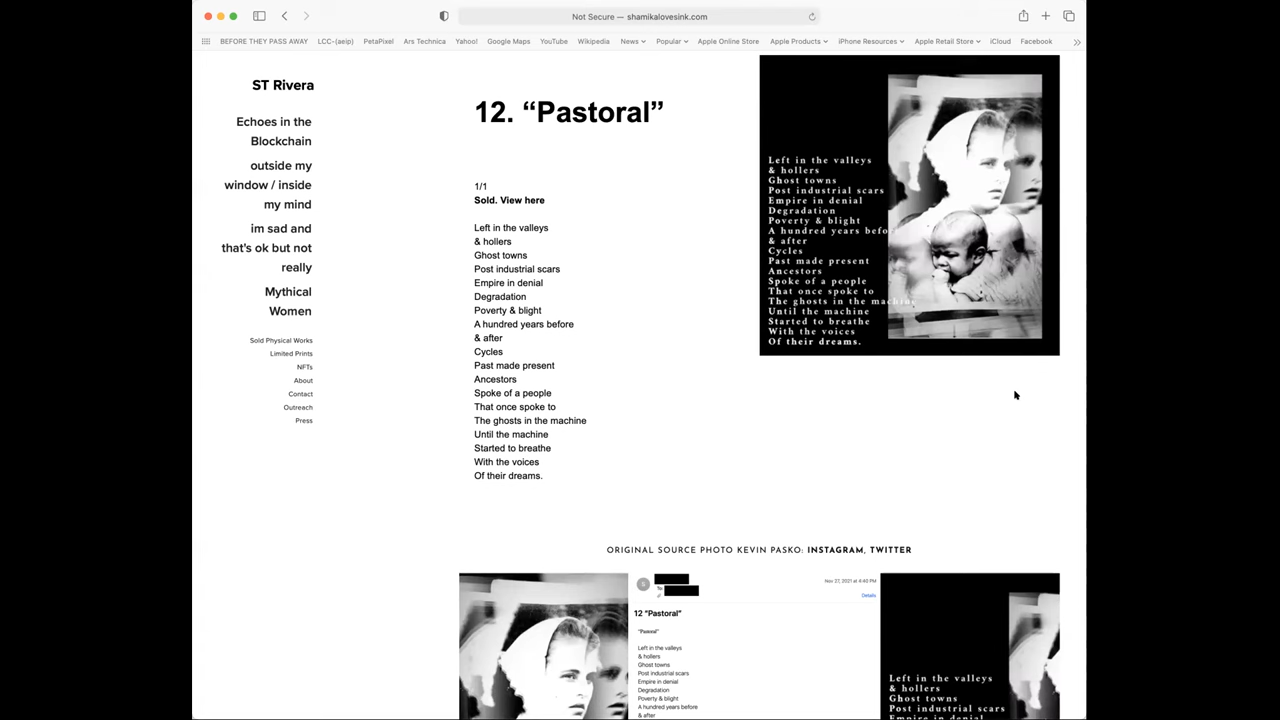 Not Secure — shamikalovesink.com
BEFORE THEY PASS AWAY LCC-(aeip) PetaPixel Ars Technica Yahoo! Google Maps YouTube Wikipedia News Popular Apple Online Store Apple Products iPhone Resources Apple Retail Store iCloud Facebook
ST Rivera
Echoes in the
Blockchain
outside my
window / inside
my mind
im sad and
that's ok but not
really
Mythical
Women
Sold Physical Works
Limited Prints
NFTs
About
Contact
Outreach
Press
12. “Pastoral”
1/1
Sold. View here
Left in the valleys
& hollers
Ghost towns
Post industrial scars
Empire in denial
Degradation
Poverty & blight
A hundred years before
& after
Cycles
Past made present
Ancestors
Spoke of a people
That once spoke to
The ghosts in the machine
Until the machine
Started to breathe
With the voices
Of their dreams.
Left in the valleys
& hollers
Ghost towns
Post industrial scars
Empire in denial
Degradation
Poverty & blight
A hundred years before
& after
Cycles
Past made present
Ancestors
Spoke of a people
That once spoke to
The ghosts in the machine
Until the machine
Started to breathe
With the voices
Of their dreams.
ORIGINAL SOURCE PHOTO KEVIN PASKO: INSTAGRAM, TWITTER
S
To:
Nov 27, 2021 at 4:40 PM
Details
12 “Pastoral”
“Pastoral”
Left in the valleys
& hollers
Ghost towns
Post industrial scars
Empire in denial
Degradation
Poverty & blight
A hundred years before
& after
Left in the valleys
& hollers
Ghost towns
Post industrial scars
Empire in denial